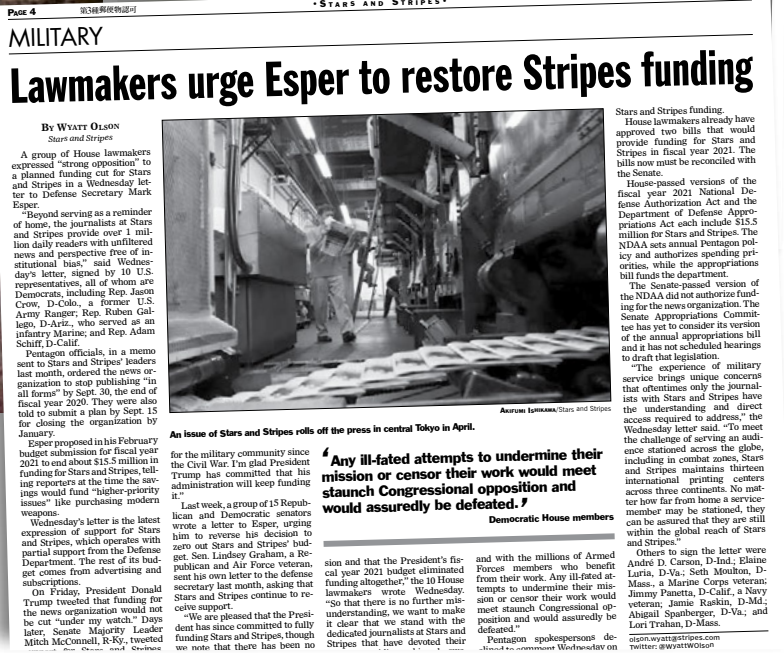 PAGE 4
第3種郵便物認可
• STARS AND STRIPES •
MILITARY
Lawmakers urge Esper to restore Stripes funding
BY WYATT OLSON
Stars and Stripes
A group of House lawmakers
expressed “strong opposition” to
a planned funding cut for Stars
and Stripes in a Wednesday let-
ter to Defense Secretary Mark
Esper.
“Beyond serving as a reminder
of home, the journalists at Stars
and Stripes provide over 1 mil-
lion daily readers with unfiltered
news and perspective free of in-
stitutional bias,” said Wednes-
day’s letter, signed by 10 U.S.
representatives, all of whom are
Democrats, including Rep. Jason
Crow, D-Colo., a former U.S.
Army Ranger; Rep. Ruben Gal-
lego, D-Ariz., who served as an
infantry Marine; and Rep. Adam
Schiff, D-Calif.
Pentagon officials, in a memo
sent to Stars and Stripes’ leaders
last month, ordered the news or-
ganization to stop publishing “in
all forms” by Sept. 30, the end of
fiscal year 2020. They were also
told to submit a plan by Sept. 15
for closing the organization by
January.
Esper proposed in his February
budget submission for fiscal year
2021 to end about $15.5 million in
funding for Stars and Stripes, tell-
ing reporters at the time the sav-
ings would fund “higher-priority
issues” like purchasing modern
weapons.
Wednesday’s letter is the latest
expression of support for Stars
and Stripes, which operates with
partial support from the Defense
Department. The rest of its bud-
get comes from advertising and
subscriptions.
On Friday, President Donald
Trump tweeted that funding for
the news organization would not
be cut “under my watch.” Days
later, Senate Majority Leader
Mitch McConnell, R-Ky., tweeted
AKIFUMI ISHIKAWA/Stars and Stripes
An issue of Stars and Stripes rolls off the press in central Tokyo in April.
for the military community since
the Civil War. I’m glad President
Trump has committed that his
administration will keep funding
it.”
Last week, a group of 15 Repub-
lican and Democratic senators
wrote a letter to Esper, urging
him to reverse his decision to
zero out Stars and Stripes’ bud-
get. Sen. Lindsey Graham, a Re-
publican and Air Force veteran,
sent his own letter to the defense
secretary last month, asking that
Stars and Stripes continue to re-
ceive support.
“We are pleased that the Presi-
dent has since committed to fully
funding Stars and Stripes, though
we note that there has been no
‘Any ill-fated attempts to undermine their
mission or censor their work would meet
staunch Congressional opposition and
would assuredly be defeated.’
Democratic House members
sion and that the President’s fis-
cal year 2021 budget eliminated
funding altogether,” the 10 House
lawmakers wrote Wednesday.
“So that there is no further mis-
understanding, we want to make
it clear that we stand with the
dedicated journalists at Stars and
Stripes that have devoted their
and with the millions of Armed
Forces members who benefit
from their work. Any ill-fated at-
tempts to undermine their mis-
sion or censor their work would
meet staunch Congressional op-
position and would assuredly be
defeated.”
Pentagon spokespersons de-
clined to comment Wednesday on
Stars and Stripes funding.
House lawmakers already have
approved two bills that would
provide funding for Stars and
Stripes in fiscal year 2021. The
bills now must be reconciled with
the Senate.
House-passed versions of the
fiscal year 2021 National De-
fense Authorization Act and the
Department of Defense Appro-
priations Act each include $15.5
million for Stars and Stripes. The
NDAA sets annual Pentagon pol-
icy and authorizes spending pri-
orities, while the appropriations
bill funds the department.
The Senate-passed version of
the NDAA did not authorize fund-
ing for the news organization. The
Senate Appropriations Commit-
tee has yet to consider its version
of the annual appropriations bill
and it has not scheduled hearings
to draft that legislation.
“The experience of military
service brings unique concerns
that oftentimes only the journal-
ists with Stars and Stripes have
the understanding and direct
access required to address,” the
Wednesday letter said. “To meet
the challenge of serving an audi-
ence stationed across the globe,
including in combat zones, Stars
and Stripes maintains thirteen
international printing centers
across three continents. No mat-
ter how far from home a service-
member may be stationed, they
can be assured that they are still
within the global reach of Stars
and Stripes.”
Others to sign the letter were
André D. Carson, D-Ind.; Elaine
Luria, D-Va.; Seth Moulton, D-
Mass., a Marine Corps veteran;
Jimmy Panetta, D-Calif., a Navy
veteran; Jamie Raskin, D-Md.;
Abigail Spanberger, D-Va.; and
Lori Trahan, D-Mass.
olson.wyatt@stripes.com
Twitter: @WyattWOlson